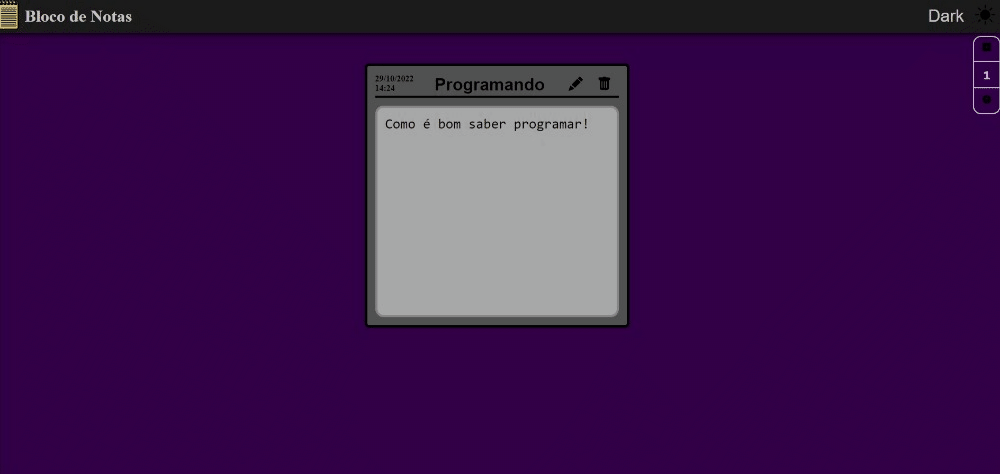 Bloco de Notas
Dark
1
29/10/2022
14:24
Programando
Como é bom saber programar!